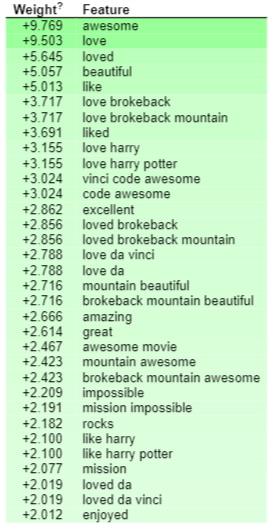 Weight? Feature
+9.769 awesome
+9.503 love
+5.645 loved
+5.057 beautiful
+5.013 like
+3.717 love brokeback
+3.717 love brokeback mountain
+3.691 liked
+3.155 love harry
+3.155 love harry potter
+3.024 vinci code awesome
+3.024 code awesome
+2.862 excellent
+2.856 loved brokeback
+2.856 loved brokeback mountain
+2.788 love da vinci
+2.788 love da
+2.716 mountain beautiful
+2.716 brokeback mountain beautiful
+2.666 amazing
+2.614 great
+2.467 awesome movie
+2.423 mountain awesome
+2.423 brokeback mountain awesome
+2.209 impossible
+2.191 mission impossible
+2.182 rocks
+2.100 like harry
+2.100 like harry potter
+2.077 mission
+2.019 loved da
+2.019 loved da vinci
+2.012 enjoyed